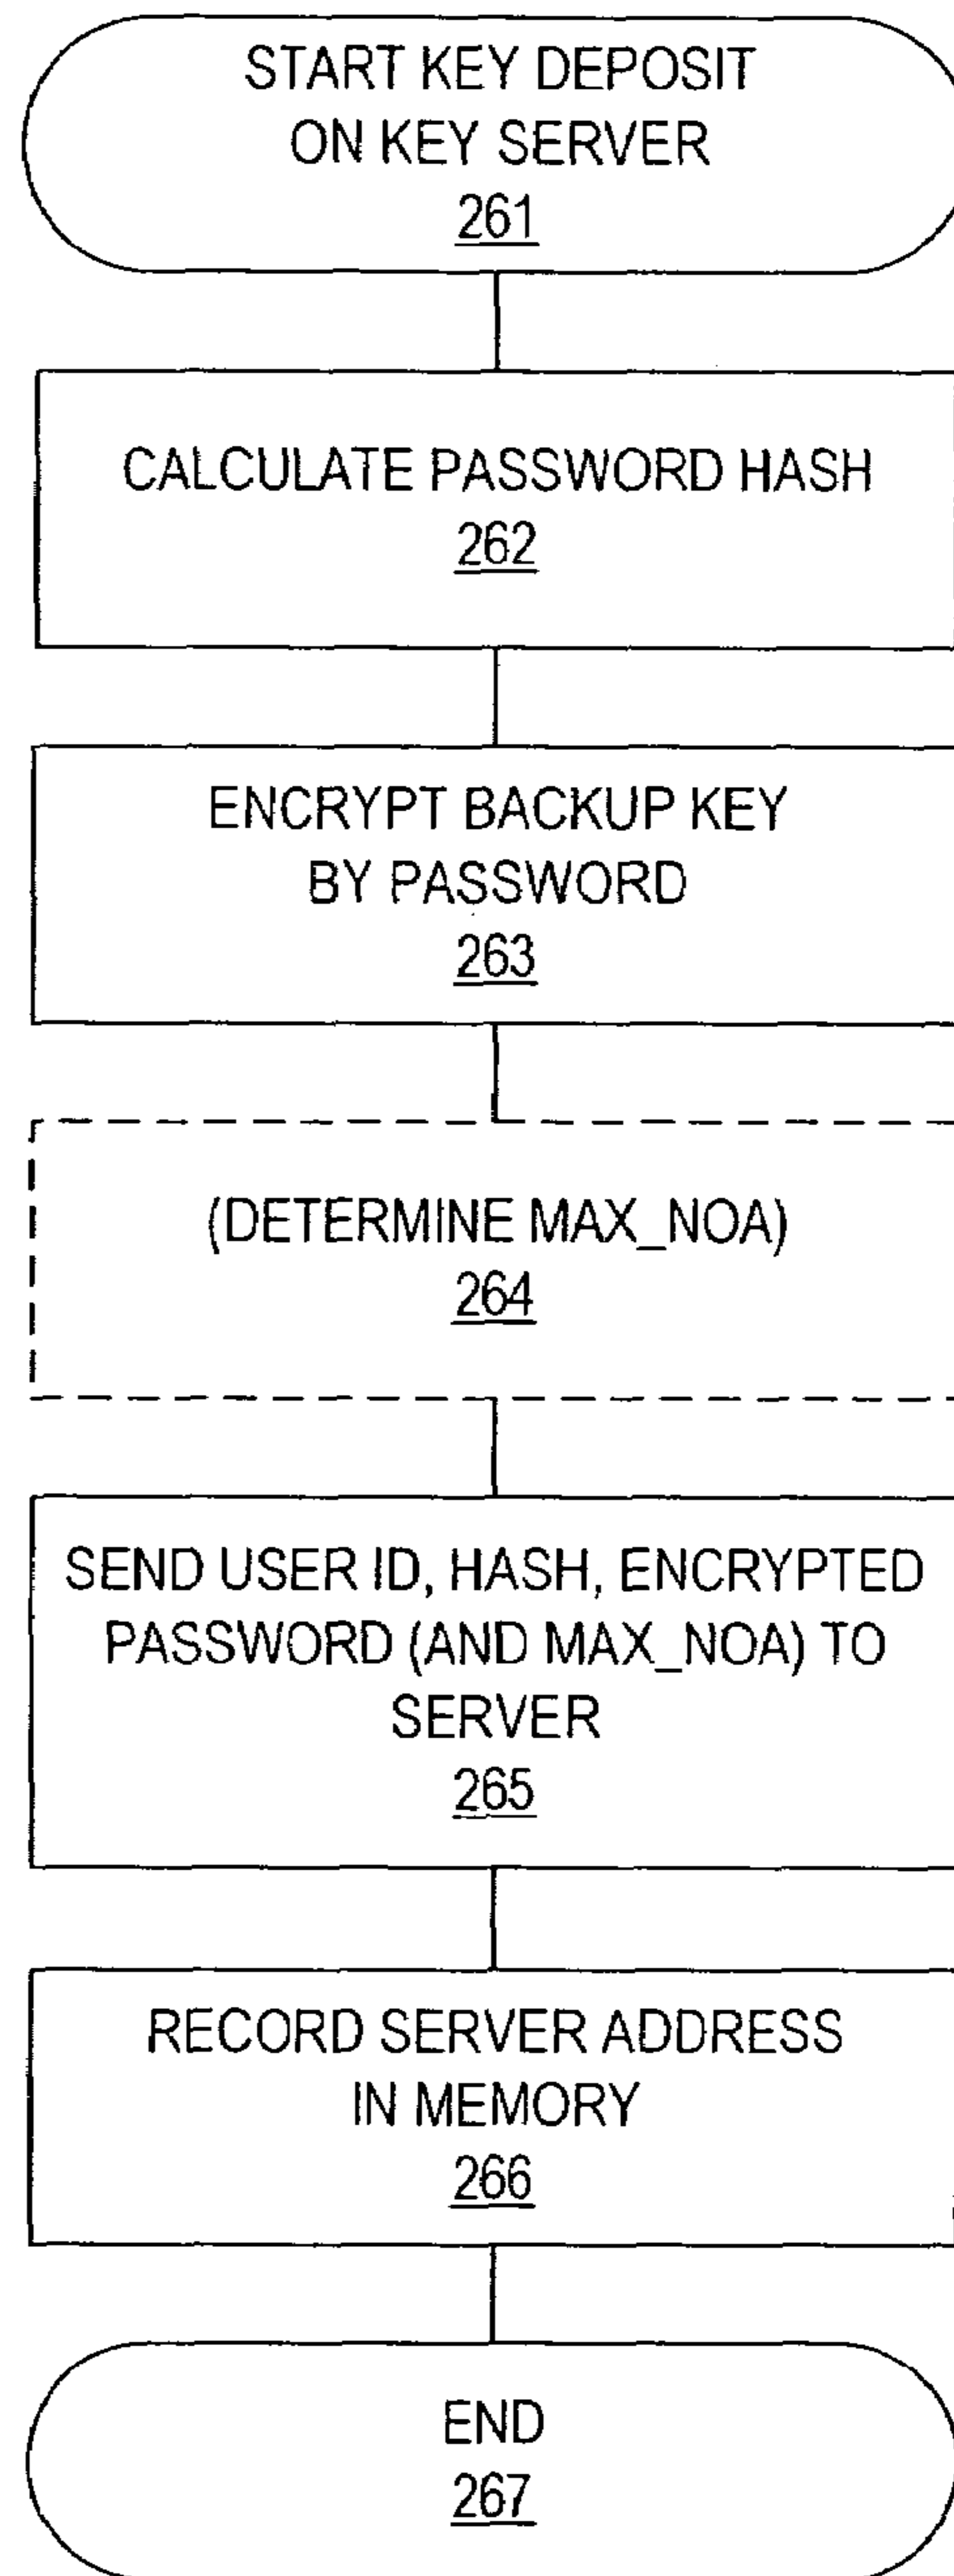 START KEY DEPOSIT
ON KEY SERVER
261
CALCULATE PASSWORD HASH
262
ENCRYPT BACKUP KEY
BY PASSWORD
263
(DETERMINE MAX_NOA)
264
SEND USER ID, HASH, ENCRYPTED
PASSWORD (AND MAX_NOA) TO
SERVER
265
RECORD SERVER ADDRESS
IN MEMORY
266
END
267